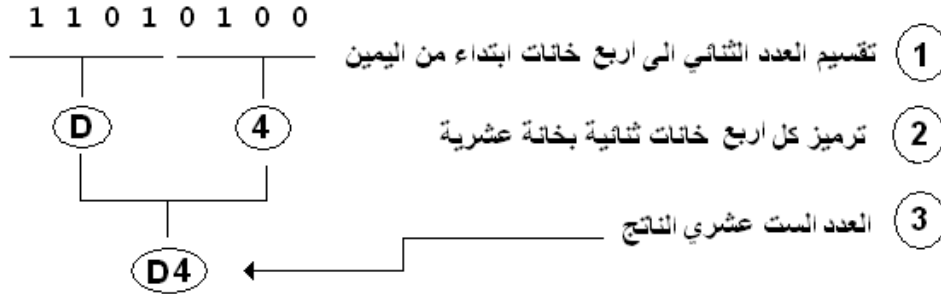 1 1 0 1 0 1 0 0
1 تقسيم العدد الثنائي الى اربع خانات ابتداء من اليمين
D 4
2 ترميز كل اربع خانات ثنائية بخانة عشرية
3 العدد الست عشري الناتج
D4